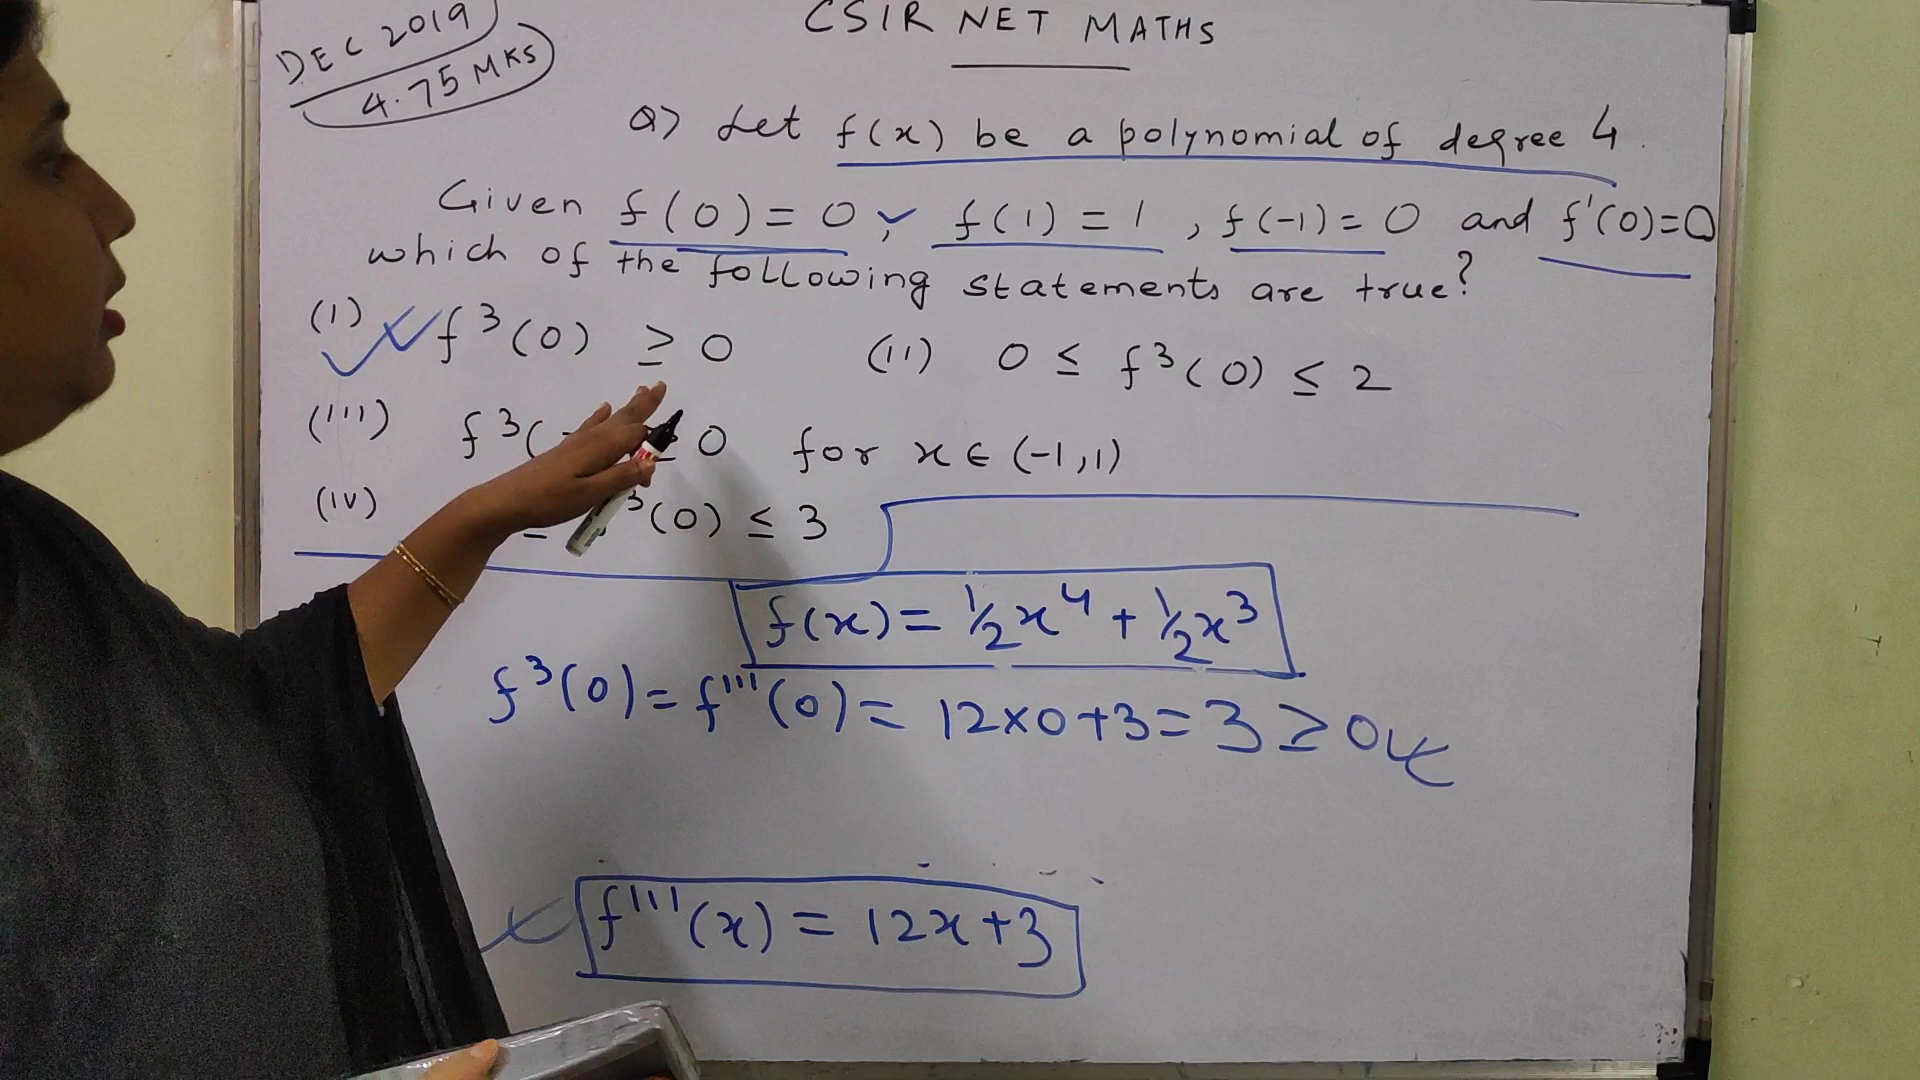 DEC 2019
4.75 MKS
CSIR NET MATHS
Q> Let f(x) be a polynomial of degree 4.
Given f(0) = 0 ✓, f(1) = 1, f(-1) = 0 and f'(0)=0
which of the following statements are true?
(i) f³(0) ≥ 0 (ii) 0 ≤ f³(0) ≤ 2
(iii) f³( 0 for x ∈ (-1,1)
(iv) ³(0) ≤ 3
f(x) = ½x⁴ + ½x³
f³(0) = f'''(0) = 12×0+3 = 3 ≥ 0
f'''(x) = 12x+3